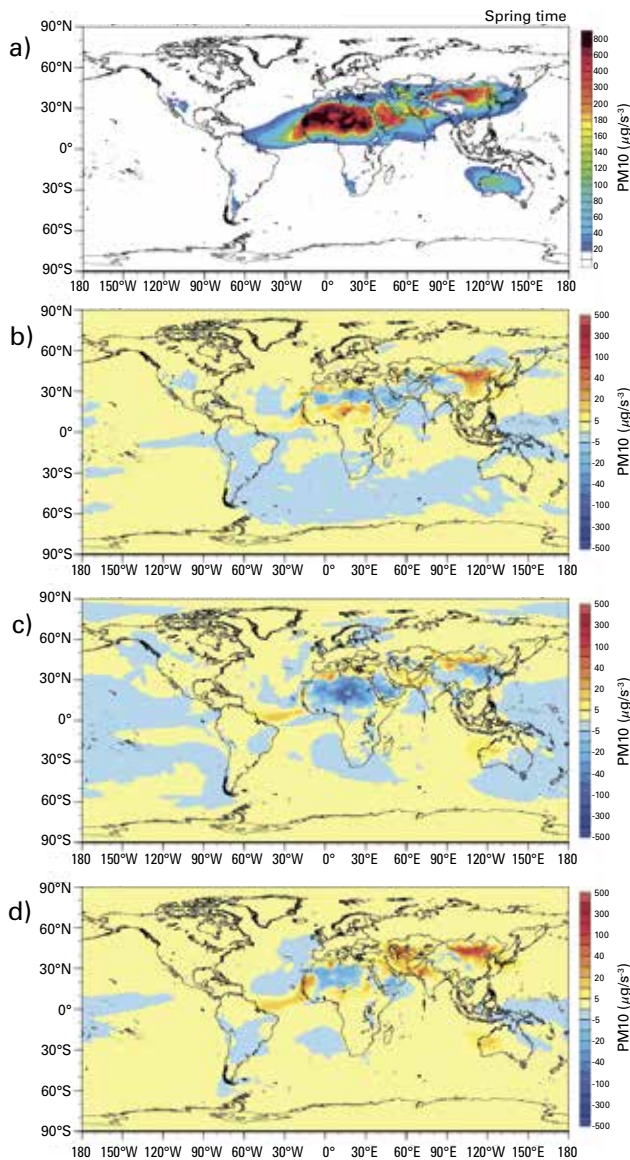 Spring time
a)
90°N
60°N
30°N
0°
30°S
60°S
90°S
180 150°W 120°W 90°W 60°W 30°W 0°W 30°E 60°E 90°E 120°E 150°E 180
800
600
400
300
200
180
160
140
120
100
80
60
40
20
0
PM10 (µg/s-³)
b)
90°N
60°N
30°N
0°
30°S
60°S
90°S
180 150°W 120°W 90°W 60°W 30°W 0°W 30°E 60°E 90°E 120°E 150°E 180
500
300
100
40
20
5
-5
-20
-40
-100
-300
-500
PM10 (µg/s-³)
c)
90°N
60°N
30°N
0°
30°S
60°S
90°S
180 150°W 120°W 90°W 60°W 30°W 0°W 30°E 60°E 90°E 120°E 150°E 180
500
300
100
40
20
5
-5
-20
-40
-100
-300
-500
PM10 (µg/s-³)
d)
90°N
60°N
30°N
0°
30°S
60°S
90°S
180 150°W 120°W 90°W 60°W 30°W 0°W 30°E 60°E 90°E 120°E 150°E 180
500
300
100
40
20
5
-5
-20
-40
-100
-300
-500
PM10 (µg/s-³)